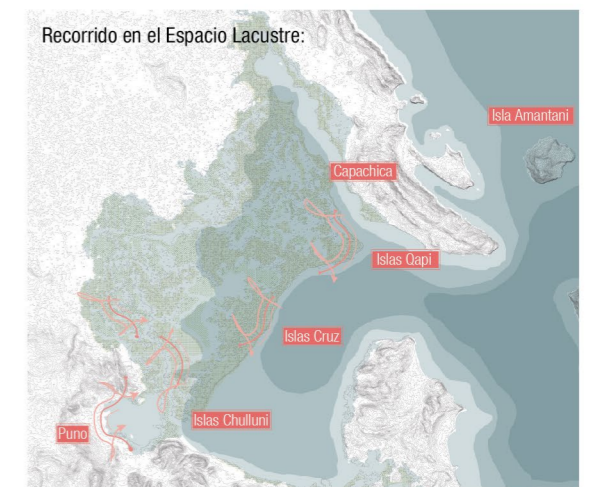 Recorrido en el Espacio Lacustre:
Isla Amantani
Capachica
Islas Qapi
Islas Cruz
Islas Chulluni
Puno